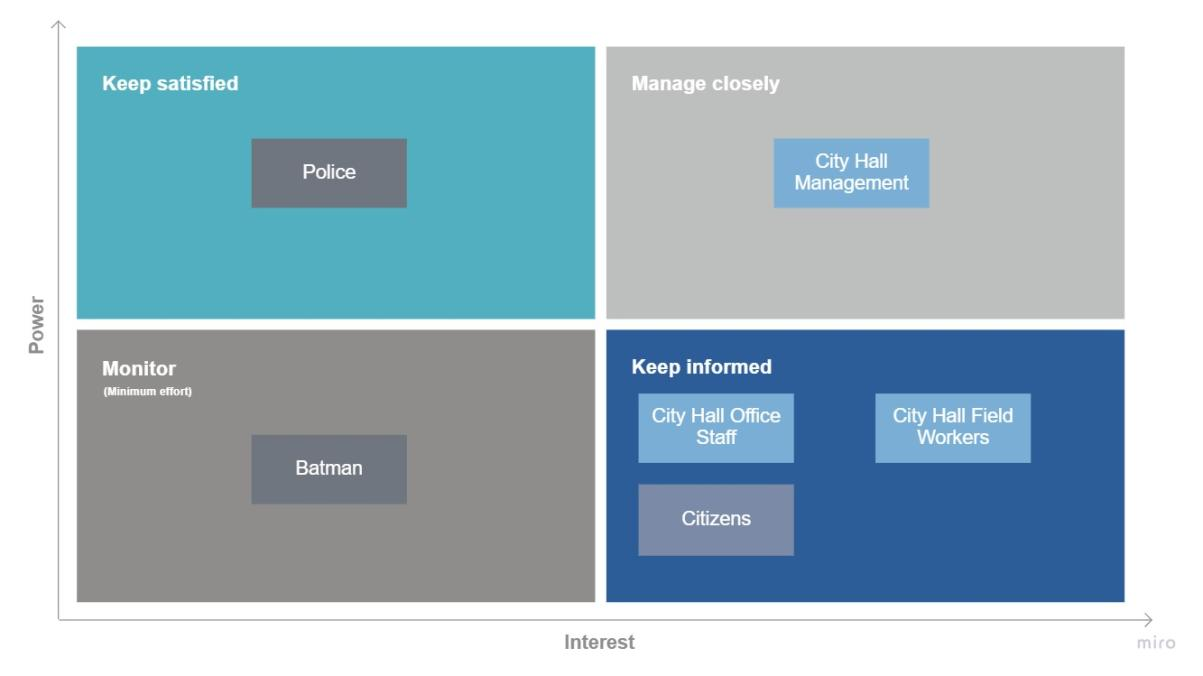 Keep satisfied
Police
Manage closely
City Hall
Management
Power
Monitor
(Minimum effort)
Batman
Keep informed
City Hall Office
Staff
City Hall Field
Workers
Citizens
Interest
miro